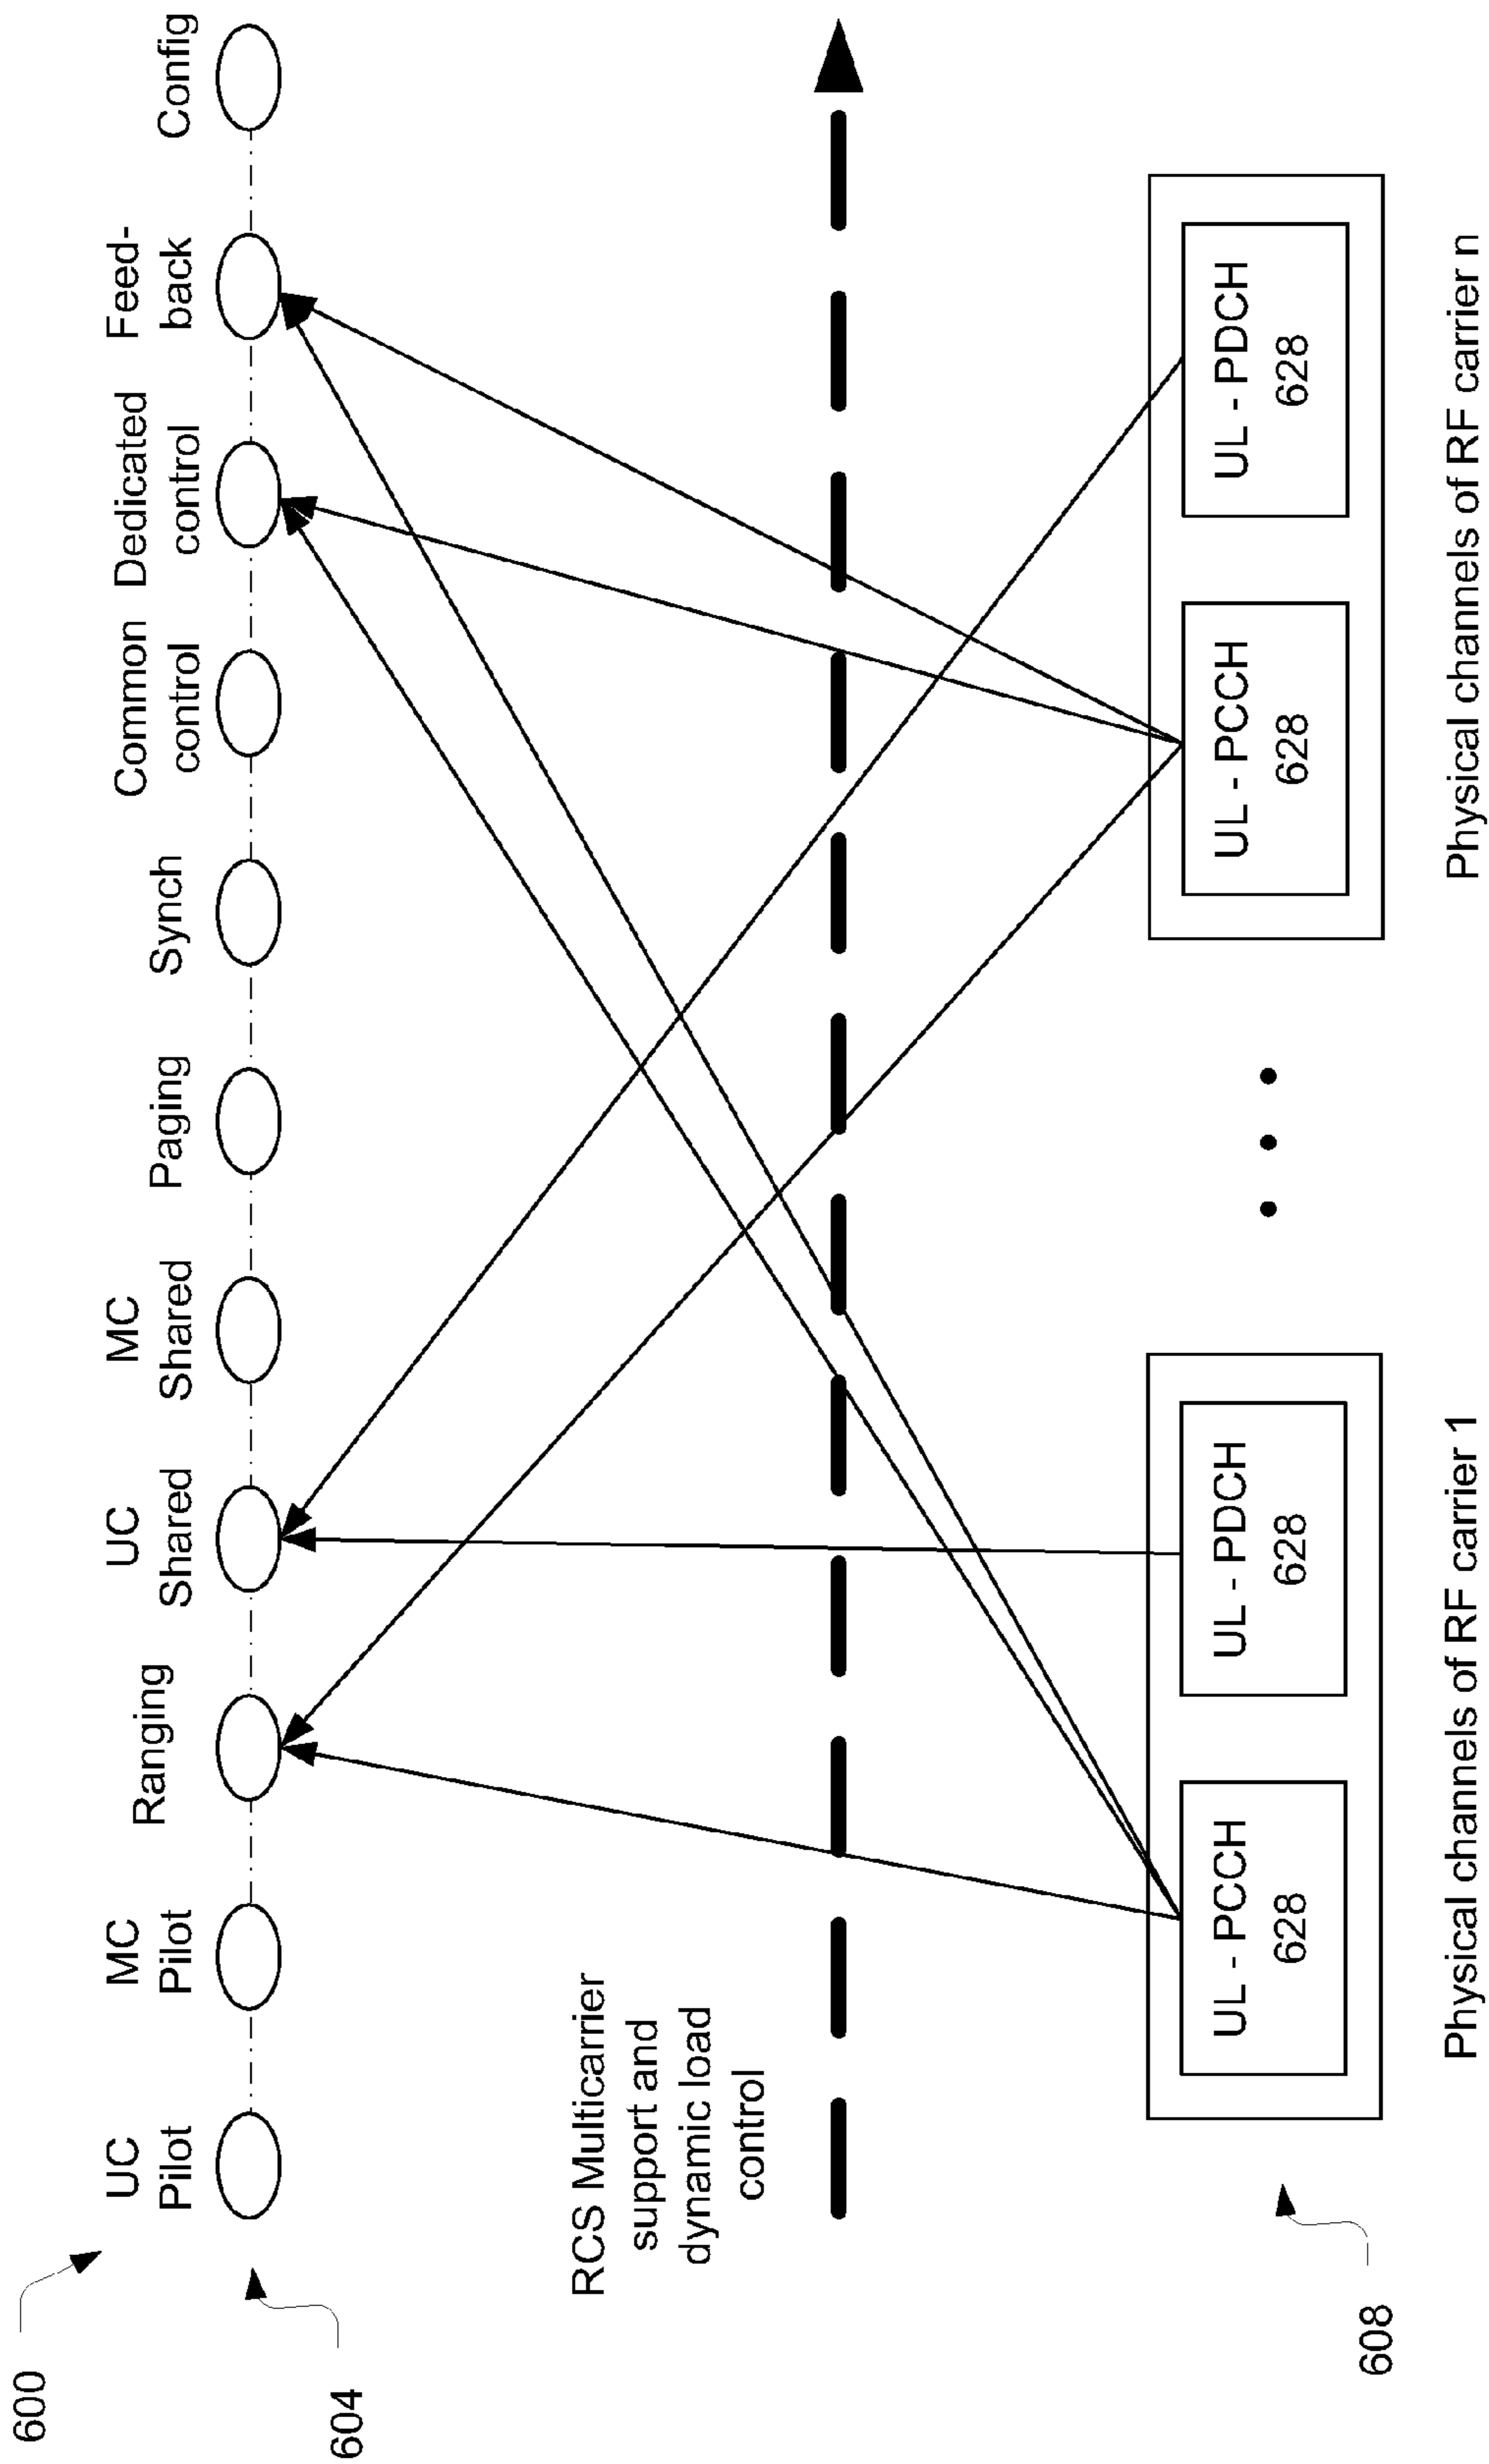 600
604
UC
Pilot
MC
Pilot
Ranging
UC
Shared
MC
Shared
Paging
Synch
Common
control
Dedicated
control
Feed-
back
Config
RCS Multicarrier
support and
dynamic load
control
608
UL - PCCH
628
UL - PDCH
628
UL - PCCH
628
UL - PDCH
628
Physical channels of RF carrier 1
Physical channels of RF carrier n